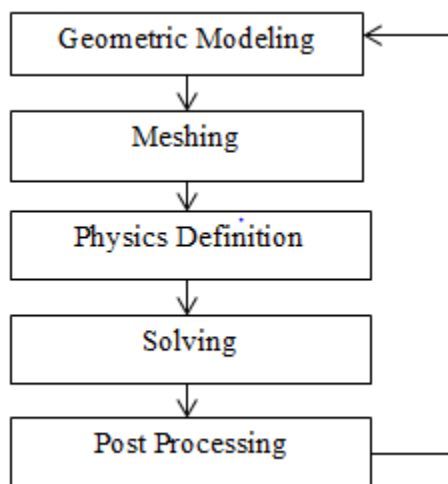 Geometric Modeling
Meshing
Physics Definition
Solving
Post Processing